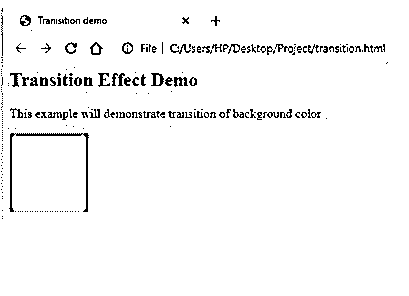 Transition demo
File | C:/Users/HP/Desktop/Project/transition.html
Transition Effect Demo
This example will demonstrate transition of background color